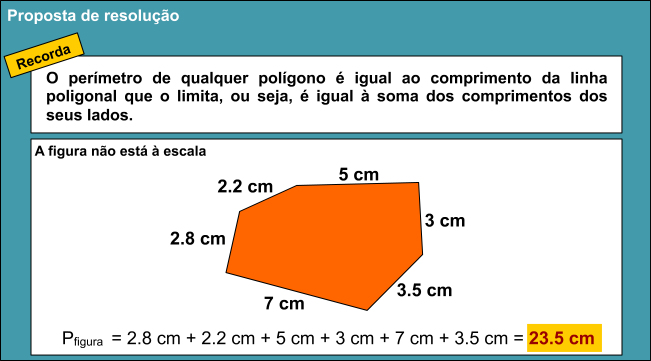 Proposta de resolução
Recorda
O perímetro de qualquer polígono é igual ao comprimento da linha
poligonal que o limita, ou seja, é igual à soma dos comprimentos dos
seus lados.
A figura não está à escala
5 cm
2.2 cm
3 cm
2.8 cm
3.5 cm
7 cm
Pfigura = 2.8 cm + 2.2 cm + 5 cm + 3 cm + 7 cm + 3.5 cm = 23.5 cm